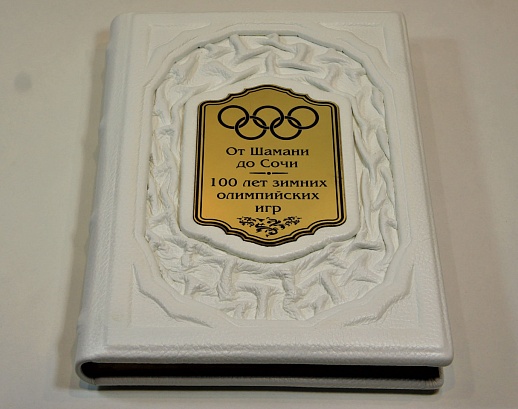 От Шамани
до Сочи
100 лет зимних
олимпийских
игр